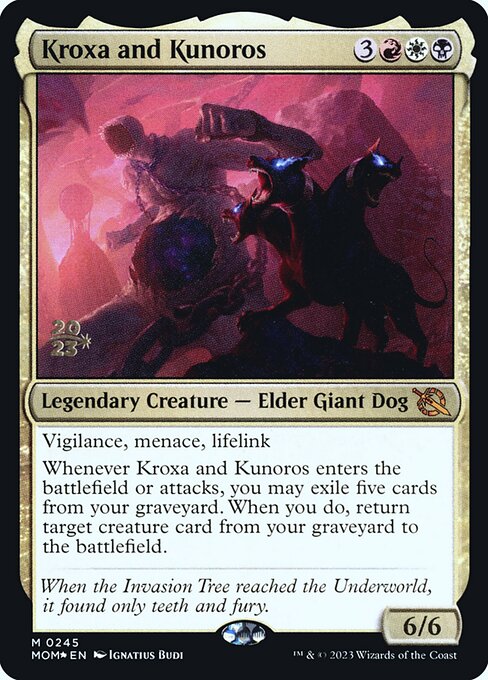 Kroxa and Kunoros 3
2023
Legendary Creature — Elder Giant Dog
Vigilance, menace, lifelink
Whenever Kroxa and Kunoros enters the
battlefield or attacks, you may exile five cards
from your graveyard. When you do, return
target creature card from your graveyard to
the battlefield.
When the Invasion Tree reached the Underworld,
it found only teeth and fury.
6/6
M 0245
MOM★EN Ignatius Budi ™ & © 2023 Wizards of the Coast